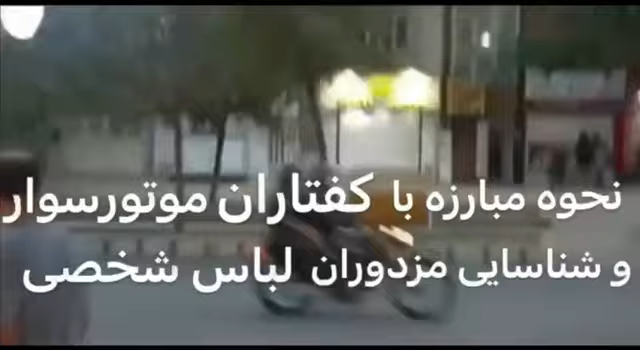 نحوه مبارزه با کفتاران موتورسوار
و شناسایی مزدوران لباس شخصی